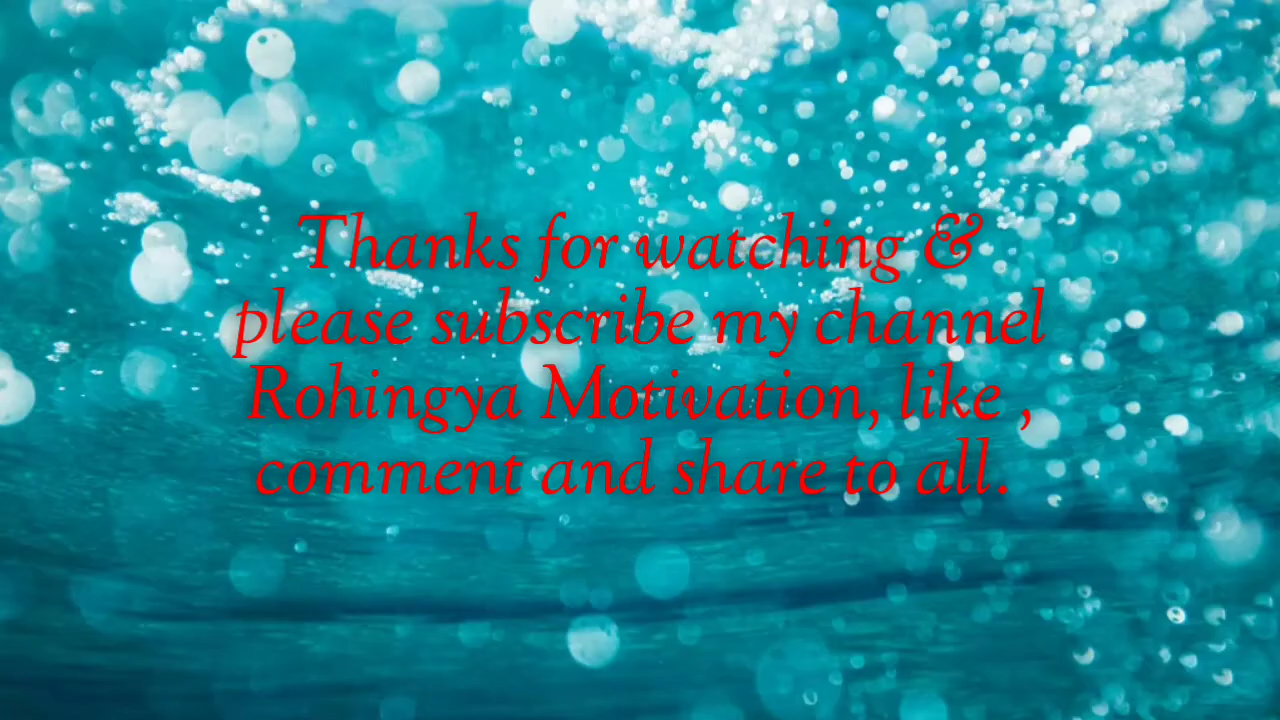 Thanks for watching &
please subscribe my channel
Rohingya Motivation, like ,
comment and share to all.